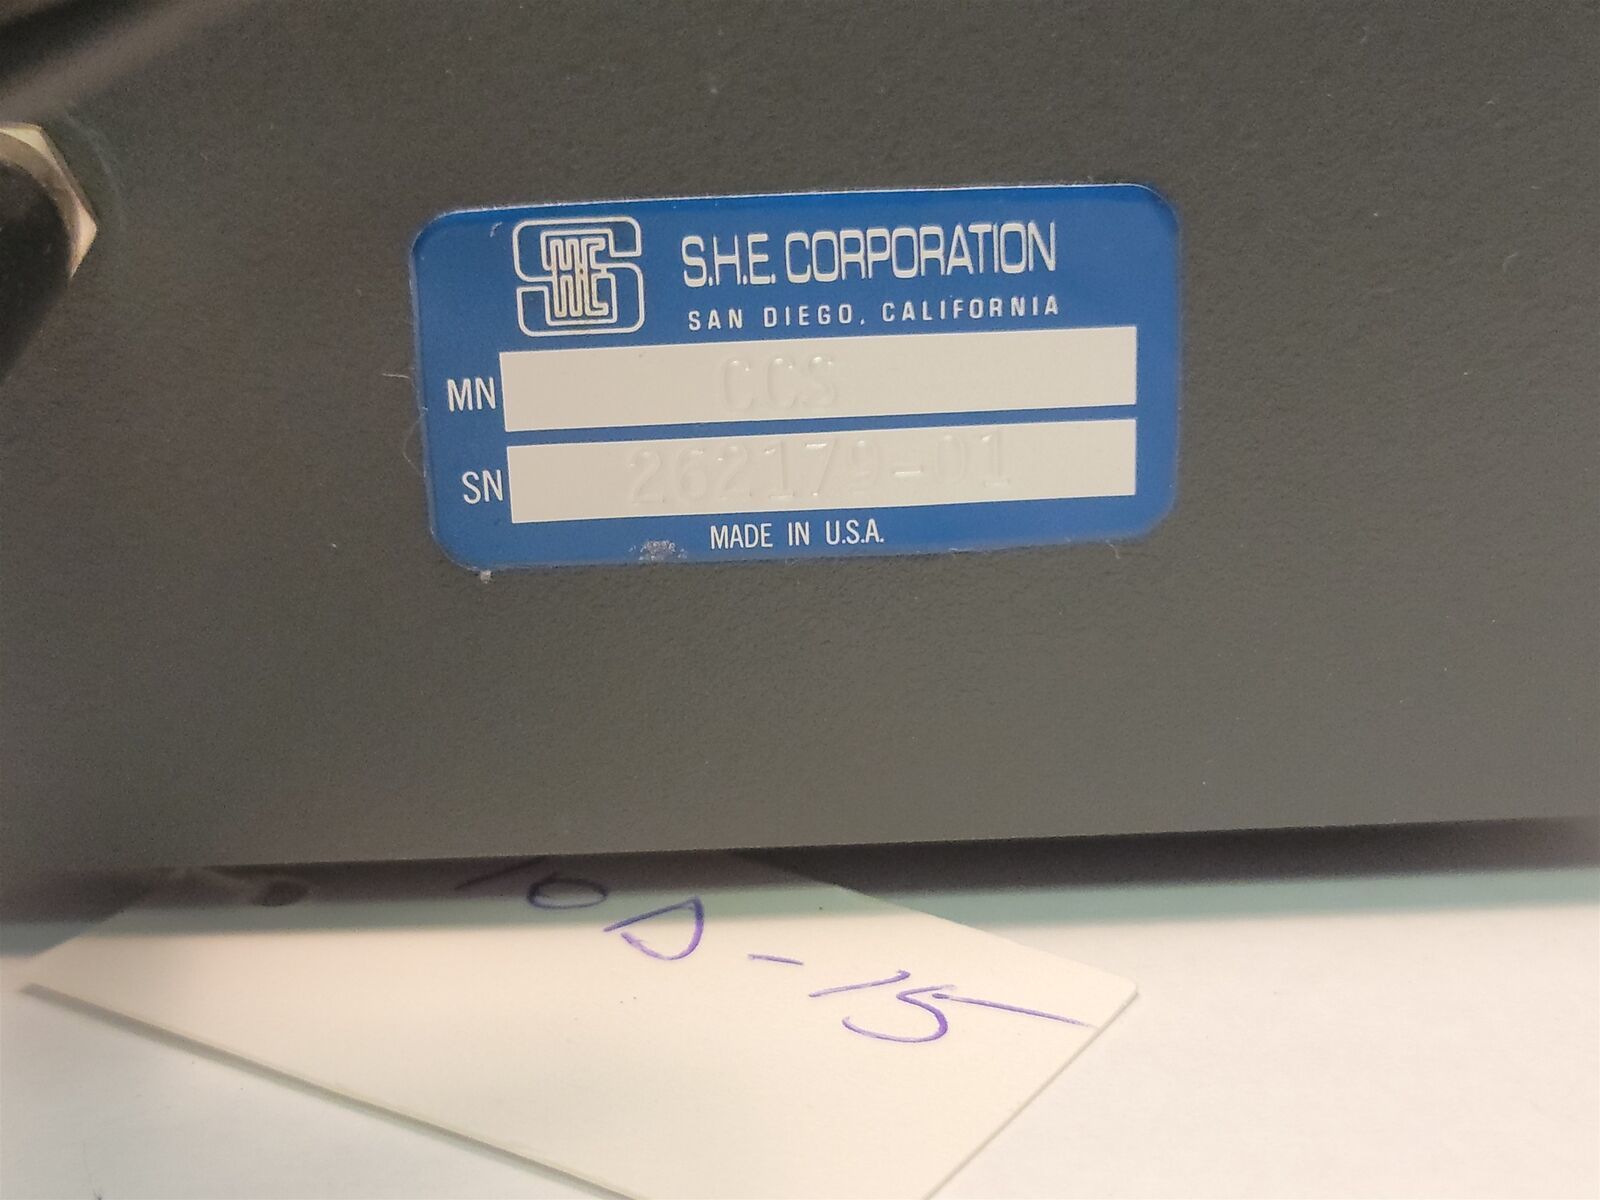 S.H.E. CORPORATION
SAN DIEGO, CALIFORNIA
MN CCS
SN 262179-01
MADE IN U.S.A.
10D-15